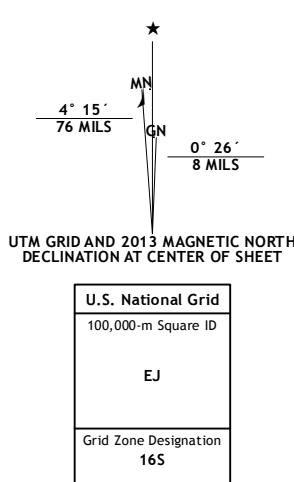 ★
MN
4° 15´
76 MILS
GN
0° 26´
8 MILS
UTM GRID AND 2013 MAGNETIC NORTH
DECLINATION AT CENTER OF SHEET
U.S. National Grid
100,000-m Square ID
EJ
Grid Zone Designation
16S